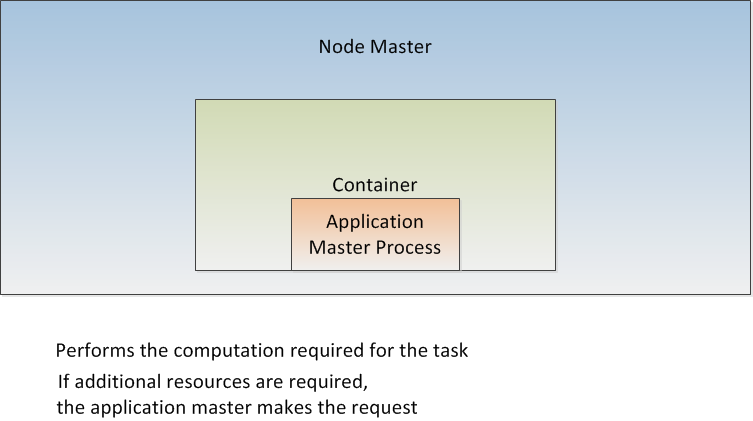 Node Master
Container
Application
Master Process
Performs the computation required for the task
If additional resources are required,
the application master makes the request